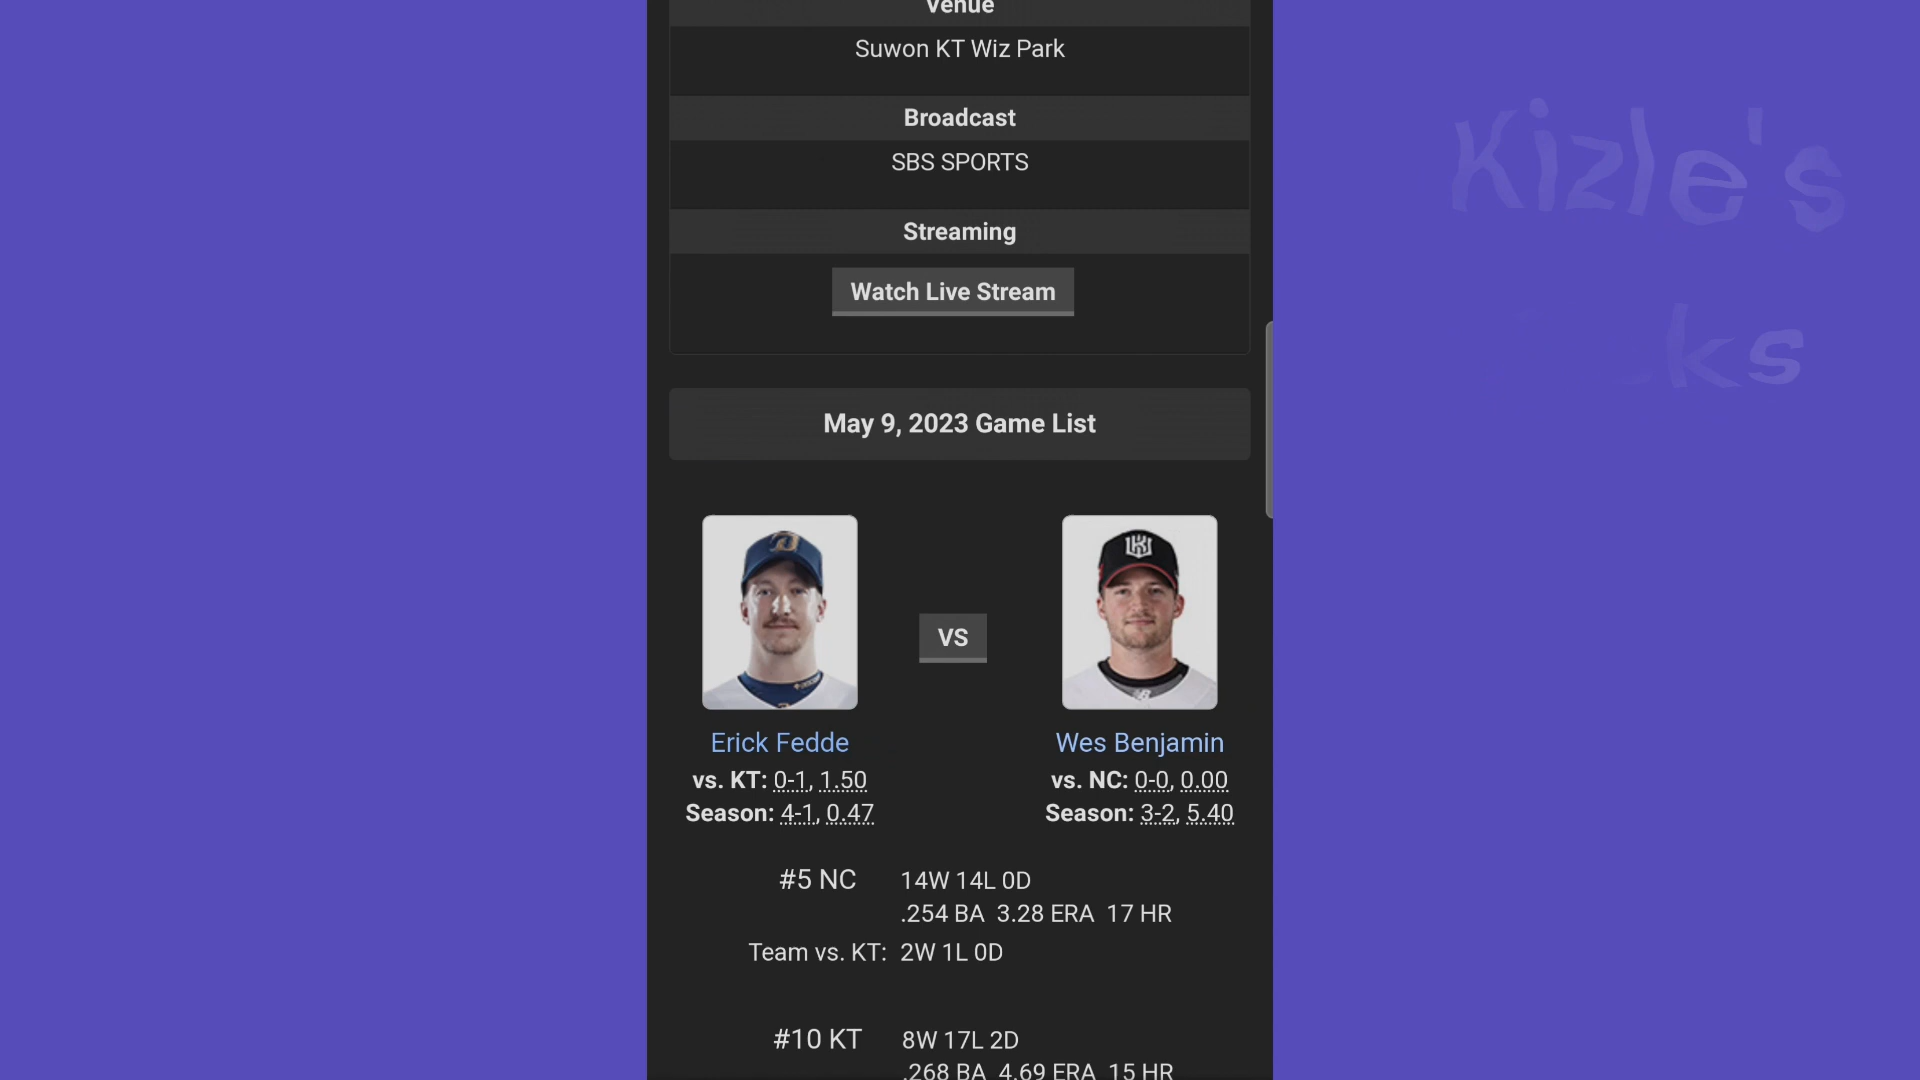 Venue
Suwon KT Wiz Park
Broadcast
SBS SPORTS
Streaming
Watch Live Stream
May 9, 2023 Game List
VS
Erick Fedde
vs. KT: 0-1, 1.50
Season: 4-1, 0.47
Wes Benjamin
vs. NC: 0-0, 0.00
Season: 3-2, 5.40
#5 NC 14W 14L 0D
.254 BA 3.28 ERA 17 HR
Team vs. KT: 2W 1L 0D
#10 KT 8W 17L 2D
.268 BA 4.69 ERA 15 HR
Kizle's